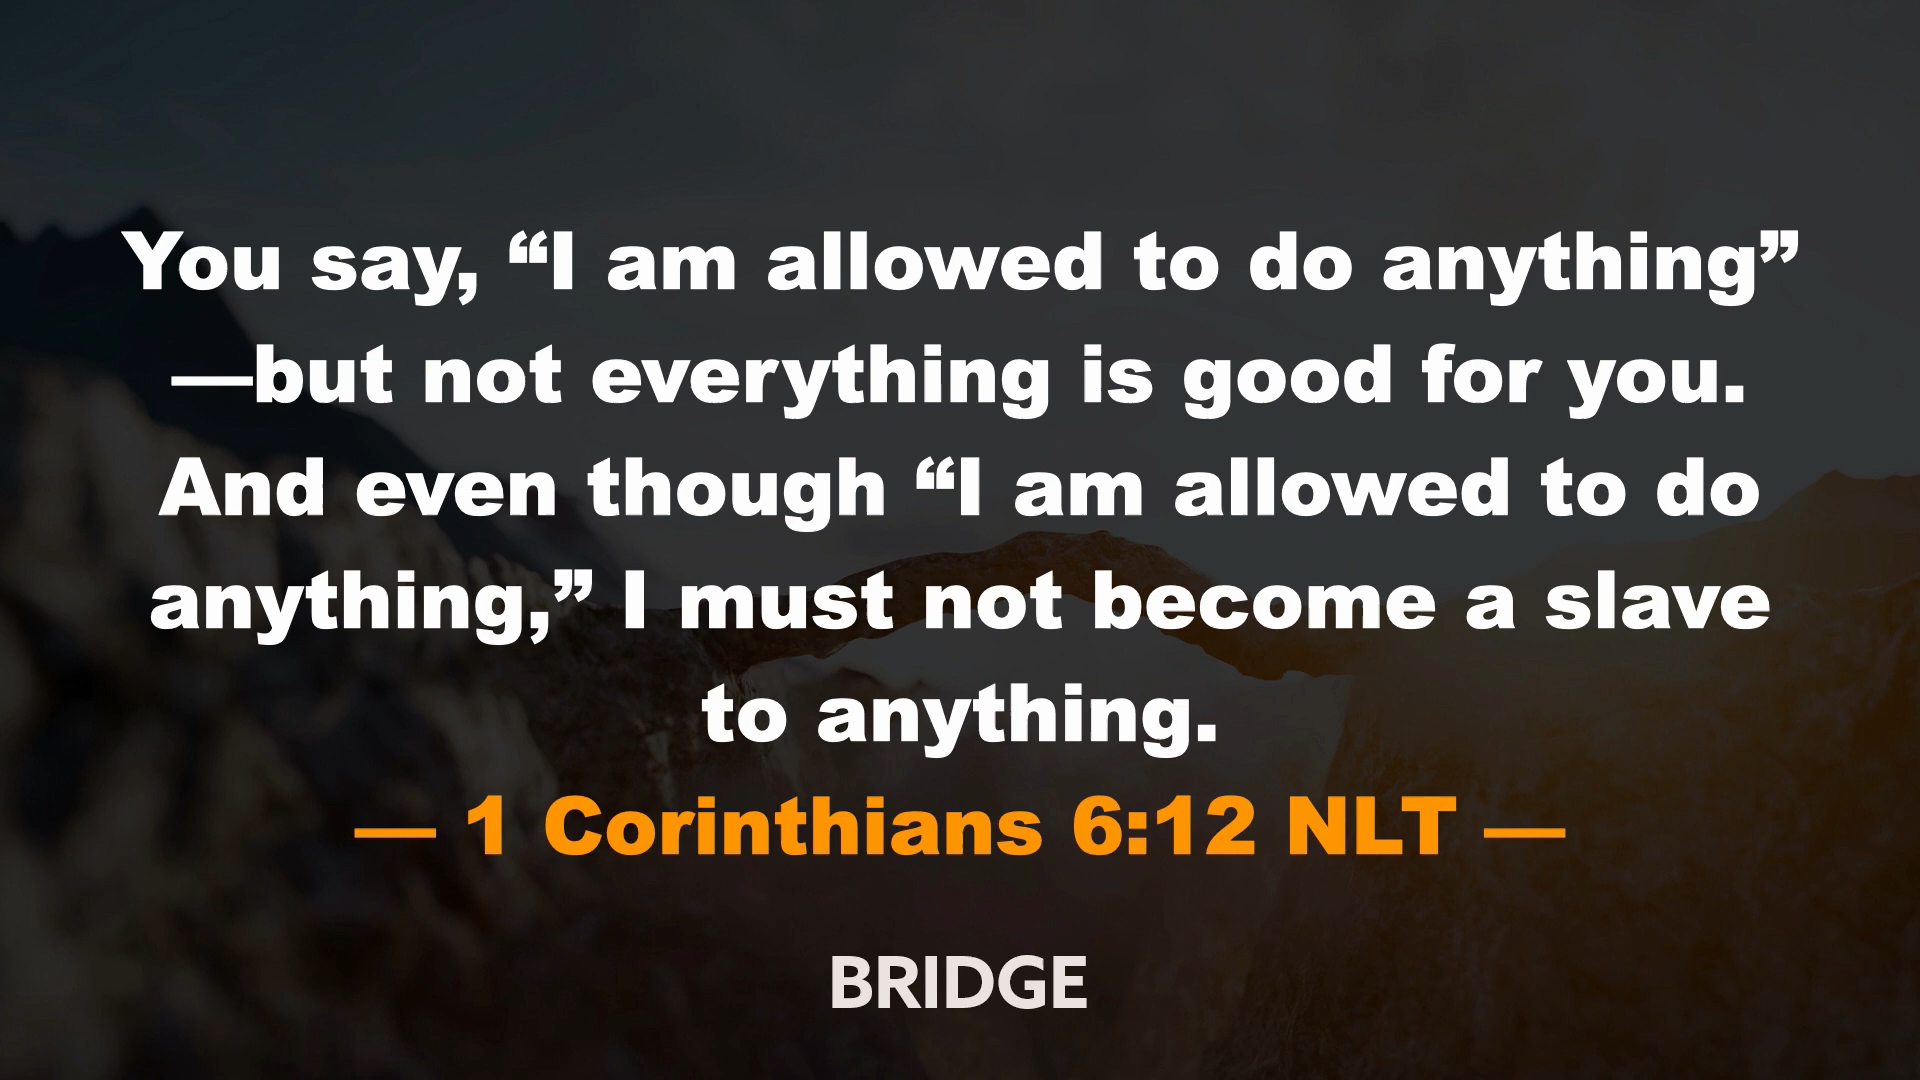 You say, “I am allowed to do anything”
—but not everything is good for you.
And even though “I am allowed to do
anything,” I must not become a slave
to anything.
— 1 Corinthians 6:12 NLT —
BRIDGE